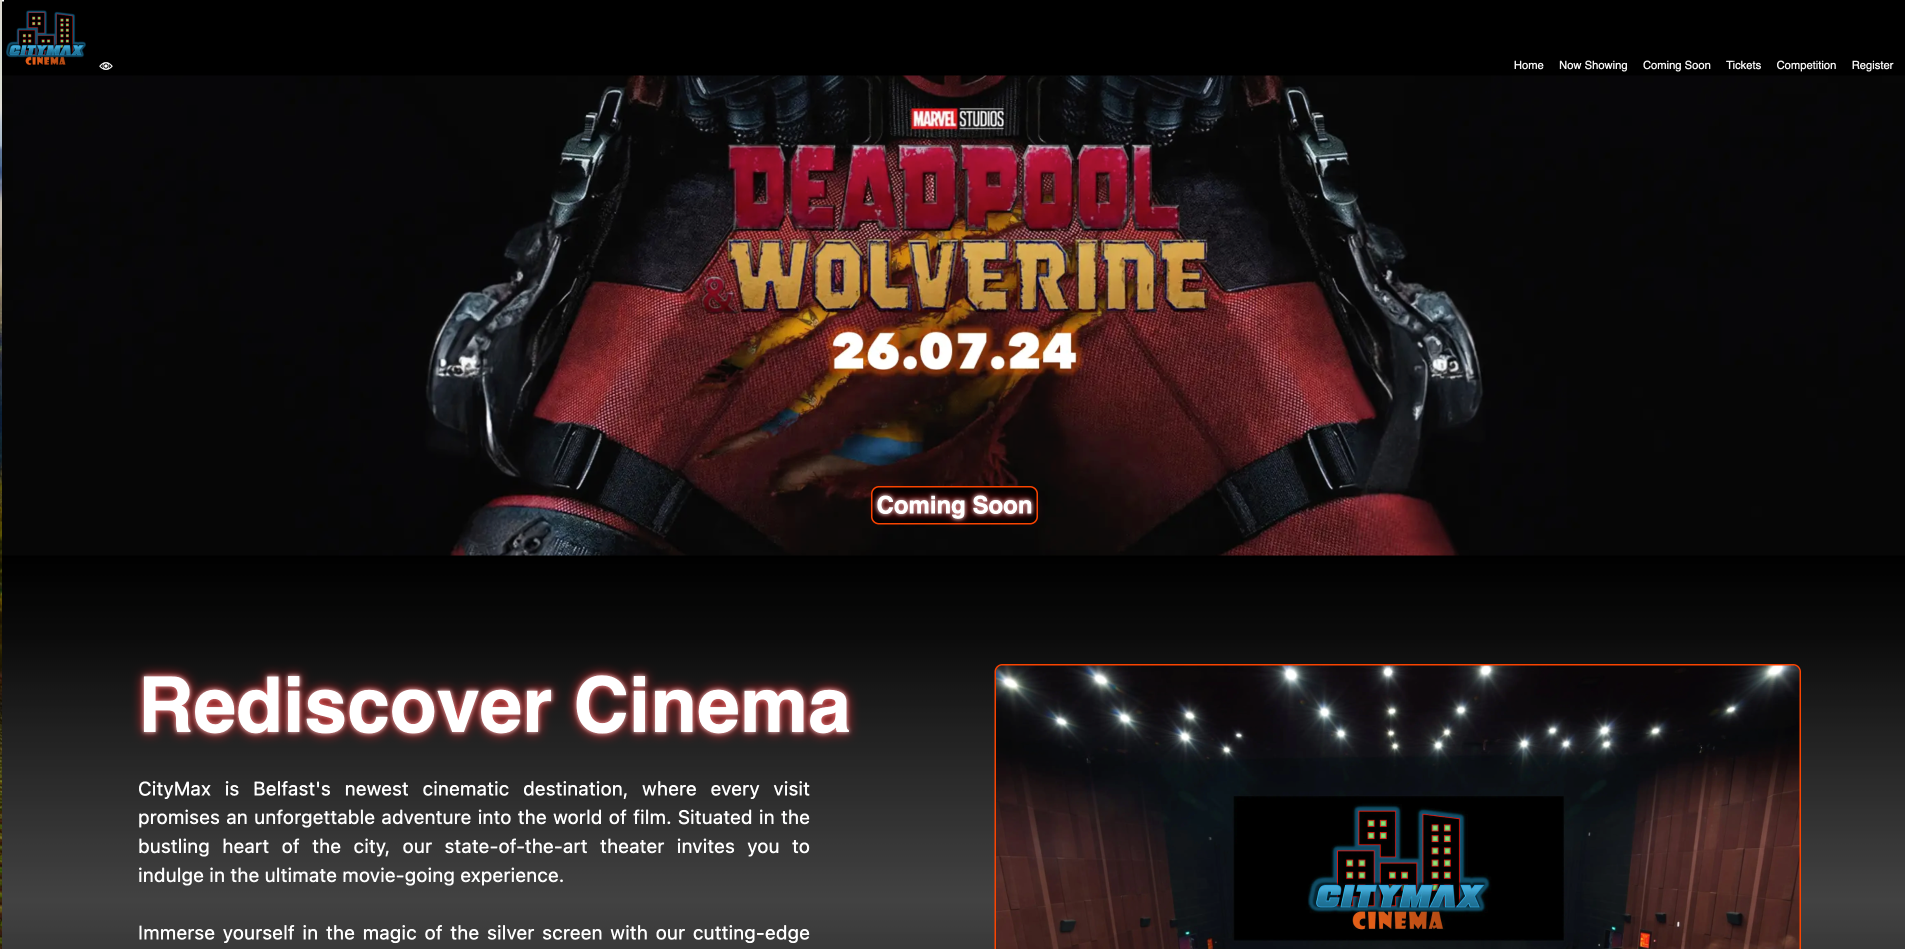 CITYMAX
CINEMA
Home Now Showing Coming Soon Tickets Competition Register
MARVEL STUDIOS
DEADPOOL
& WOLVERINE
26.07.24
Coming Soon
Rediscover Cinema
CityMax is Belfast's newest cinematic destination, where every visit
promises an unforgettable adventure into the world of film. Situated in the
bustling heart of the city, our state-of-the-art theater invites you to
indulge in the ultimate movie-going experience.
Immerse yourself in the magic of the silver screen with our cutting-edge
CITYMAX
CINEMA